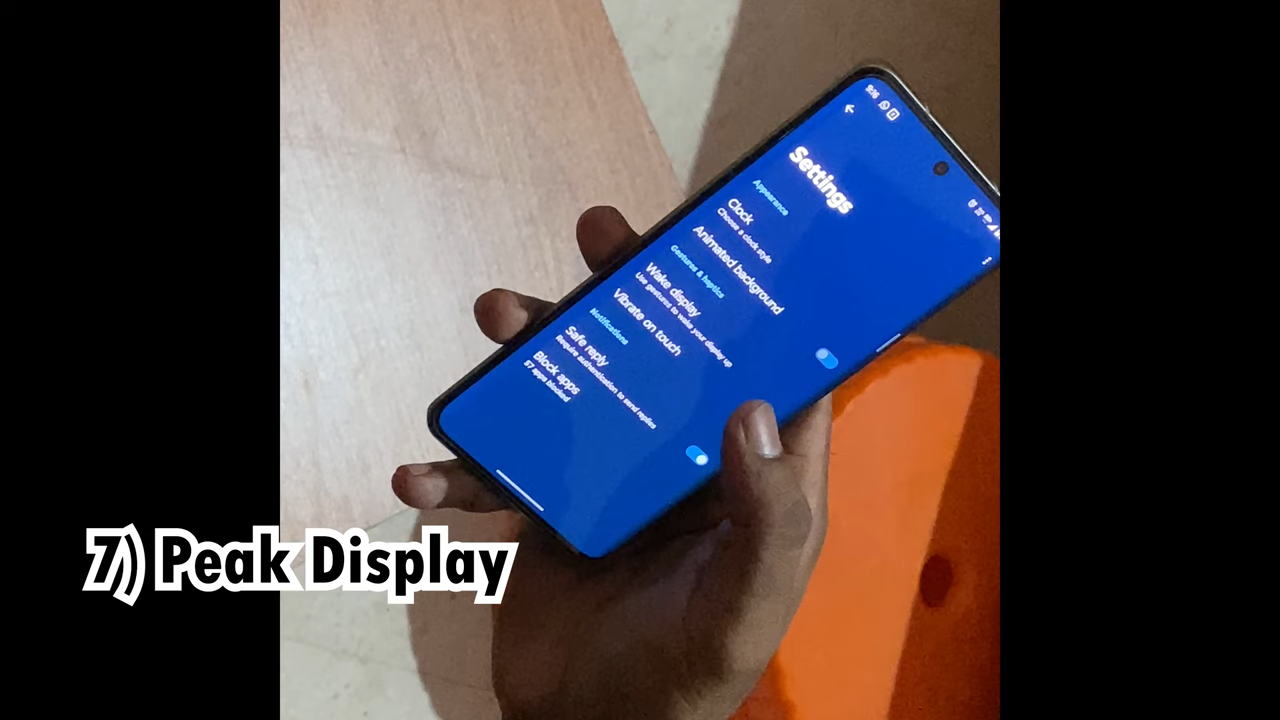 9:16
Settings
Appearance
Clock
Choose a clock style
Animated background
Gestures & haptics
Wake display
Use gestures to wake your display up
Vibrate on touch
Notifications
Safe reply
Require authentication to send replies
Block apps
57 apps blocked
7) Peak Display